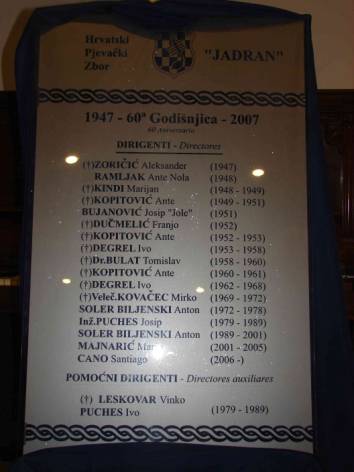 Hrvatski
Pjevački "JADRAN"
Zbor
1947 - 60ª Godišnjica - 2007
60 Aniversario
DIRIGENTI - Directores
(†)ZORIČIĆ Aleksander (1947)
RAMLJAK Ante Nola (1948)
(†)KINDI Marijan (1948 - 1949)
(†)KOPITOVIĆ Ante (1949 - 1951)
BUJANOVIĆ Josip "Jole" (1951)
(†)DUČMELIĆ Franjo (1952)
(†)KOPITOVIĆ Ante (1952 - 1953)
(†)DEGREL Ivo (1953 - 1958)
(†)Dr.BULAT Tomislav (1958 - 1960)
(†)KOPITOVIĆ Ante (1960 - 1961)
(†)DEGREL Ivo (1962 - 1968)
(†)Veleč.KOVAČEC Mirko (1969 - 1972)
SOLER BILJENSKI Anton (1972 - 1978)
Inž.PUCHES Josip (1979 - 1989)
SOLER BILJENSKI Anton (1989 - 2001)
MAJNARIĆ (2001 - 2005)
CANO Santiago (2006 -)
POMOĆNI DIRIGENTI - Directores auxiliares
(†) LESKOVAR Vinko
PUCHES Ivo (1979 - 1989)